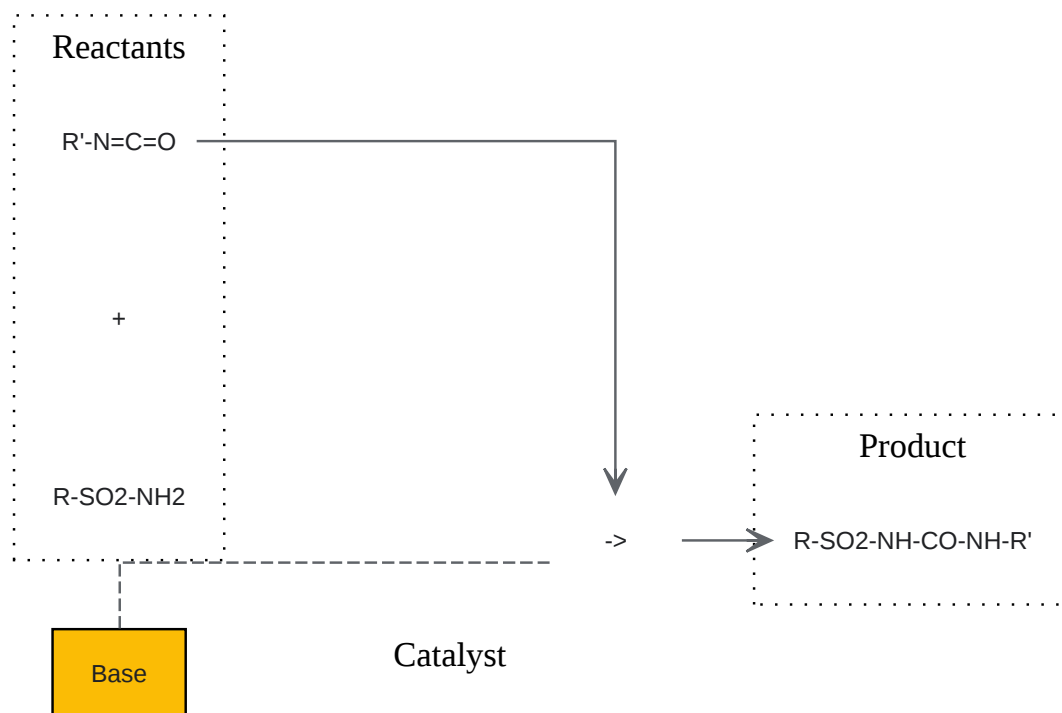 Reactants
R'-N=C=O
+
R-SO2-NH2
Product
->
R-SO2-NH-CO-NH-R'
Catalyst
Base